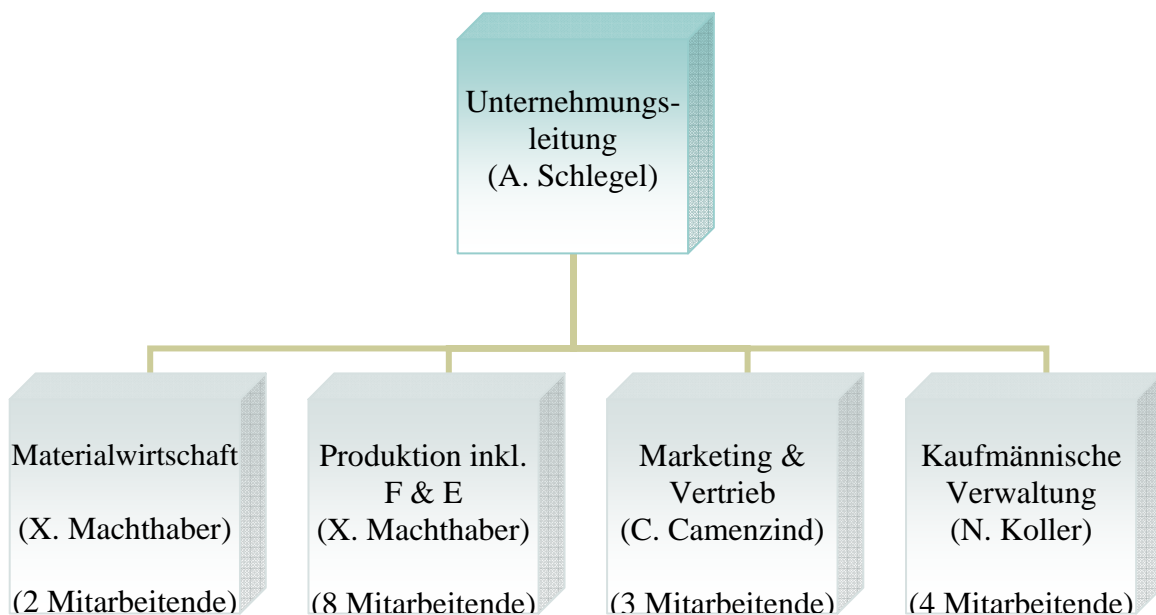 Unternehmungs-
leitung
(A. Schlegel)
Materialwirtschaft
(X. Machthaber)
(2 Mitarbeitende)
Produktion inkl.
F & E
(X. Machthaber)
(8 Mitarbeitende)
Marketing &
Vertrieb
(C. Camenzind)
(3 Mitarbeitende)
Kaufmännische
Verwaltung
(N. Koller)
(4 Mitarbeitende)